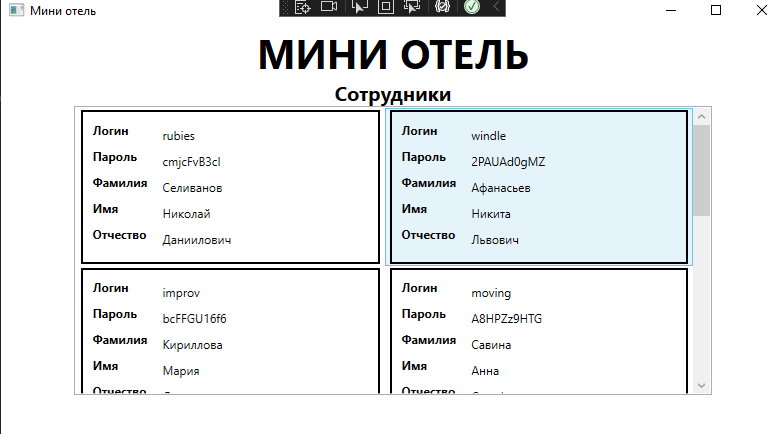 Мини отель
МИНИ ОТЕЛЬ
Сотрудники
Логин rubies
Пароль cmjcFvB3cl
Фамилия Селиванов
Имя Николай
Отчество Даниилович
Логин windle
Пароль 2PAUAd0gMZ
Фамилия Афанасьев
Имя Никита
Отчество Львович
Логин improv
Пароль bcFFGU16f6
Фамилия Кириллова
Имя Мария
Отчество
Логин moving
Пароль A8HPZz9HTG
Фамилия Савина
Имя Анна
Отчество